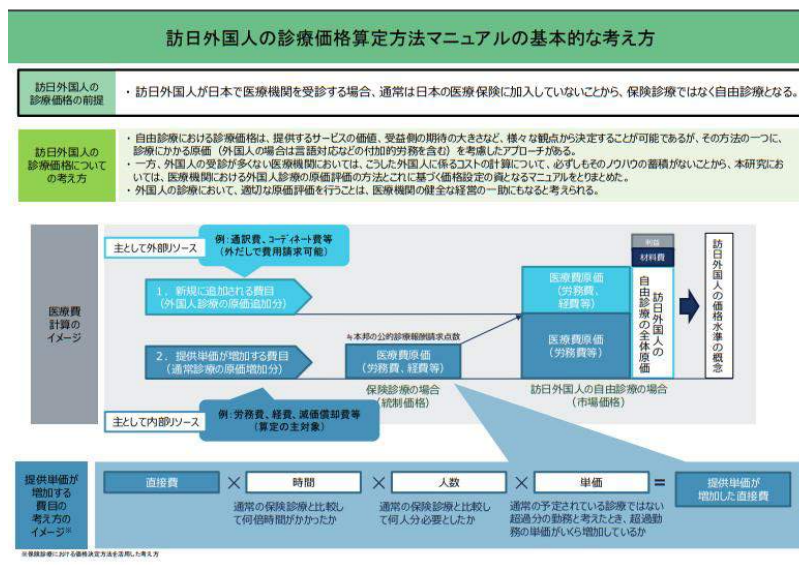 訪日外国人の診療価格算定方法マニュアルの基本的な考え方
訪日外国人の
診療価格の前提
・訪日外国人が日本で医療機関を受診する場合、通常は日本の医療保険に加入していないことから、保険診療ではなく自由診療となる。
訪日外国人の
診療価格について
の考え方
・自由診療における診療価格は、提供するサービスの価値、受益側の期待の大きさなど、様々な観点から決定することが可能であるが、その方法の一つに、
診療にかかる原価（外国人の場合は言語対応などの付加的労務を含む）を考慮したアプローチがある。
・一方、外国人の受診が多くない医療機関においては、こうした外国人に係るコストの計算について、必ずしもそのノウハウの蓄積がないことから、本研究にお
いては、医療機関における外国人診療の原価評価の方法とこれに基づく価格設定の資となるマニュアルをとりまとめた。
・外国人の診療において、適切な原価評価を行うことは、医療機関の健全な経営の一助にもなると考えられる。
医療費
計算の
イメージ
主として外部リソース
例：通訳費、コーディネート費等
（外だしで費用請求可能）
1．新規に追加される費目
（外国人診療の原価追加分）
2．提供単価が増加する費目
（通常診療の原価増加分）
主として内部リソース
例：労務費、経費、減価償却費等
（算定の主対象）
≒本邦の公的診療報酬請求点数
医療費原価
（労務費、経費等）
保険診療の場合
（統制価格）
医療費原価
（労務費、
経費等）
医療費原価
（労務費等）
訪日外国人の自由診療の場合
（市場価格）
利益
材料費
訪日外国人の
自由診療の全体原価
訪日外国人の価格水準の概念
提供単価が
増加する
費目の
考え方の
イメージ※
直接費
×
時間
×
人数
×
単価
=
提供単価が
増加した直接費
通常の保険診療と比較し
て何倍時間がかかったか
通常の保険診療と比較し
て何人分必要としたか
通常の予定されている診療ではない
超過分の勤務と考えたとき、超過勤
務の単価がいくら増加しているか
※保険診療における価格決定方法を活用した考え方